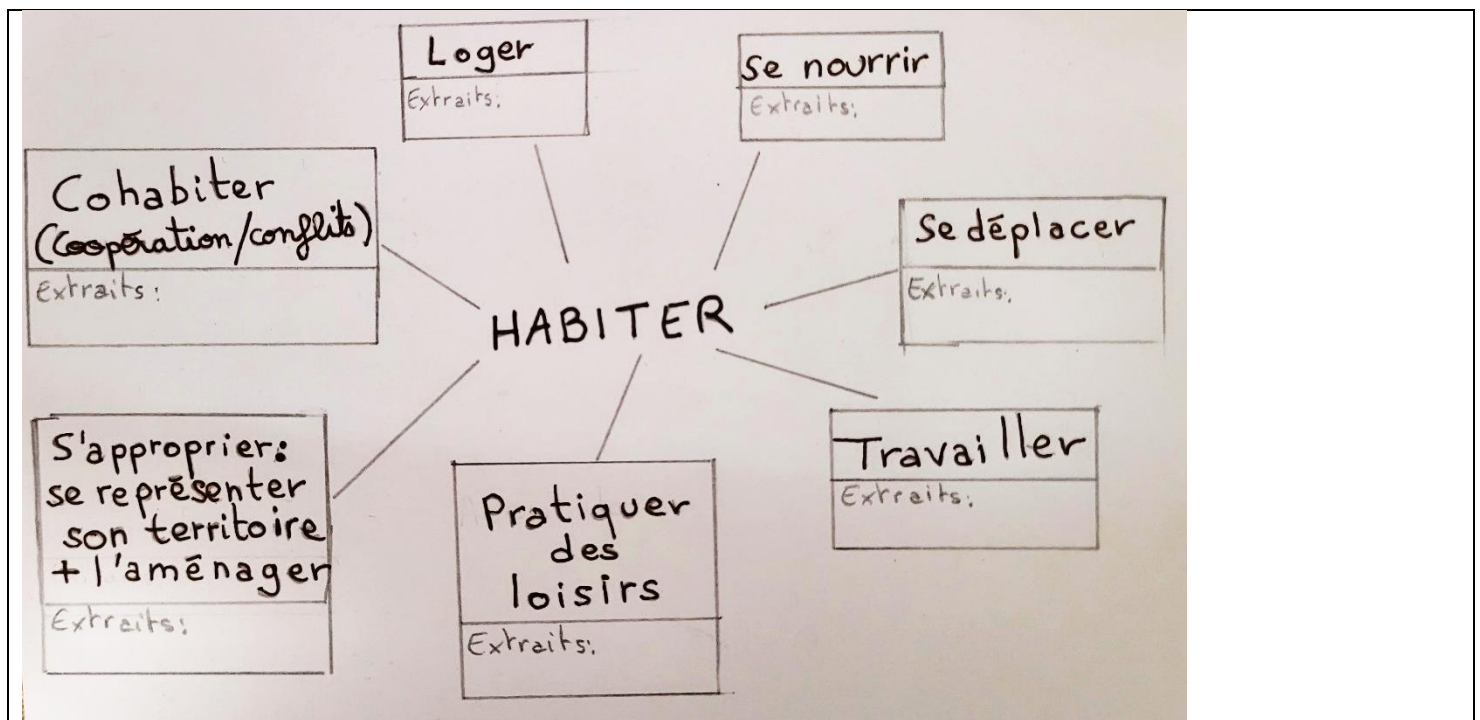 Loger
Extraits:
Se nourrir
Extraits:
Cohabiter
(Coopération/conflits)
Extraits:
Se déplacer
Extraits:
HABITER
S'approprier:
se représenter
son territoire
+ l'aménager
Extraits:
Pratiquer
des
loisirs
Extraits:
Travailler
Extraits: